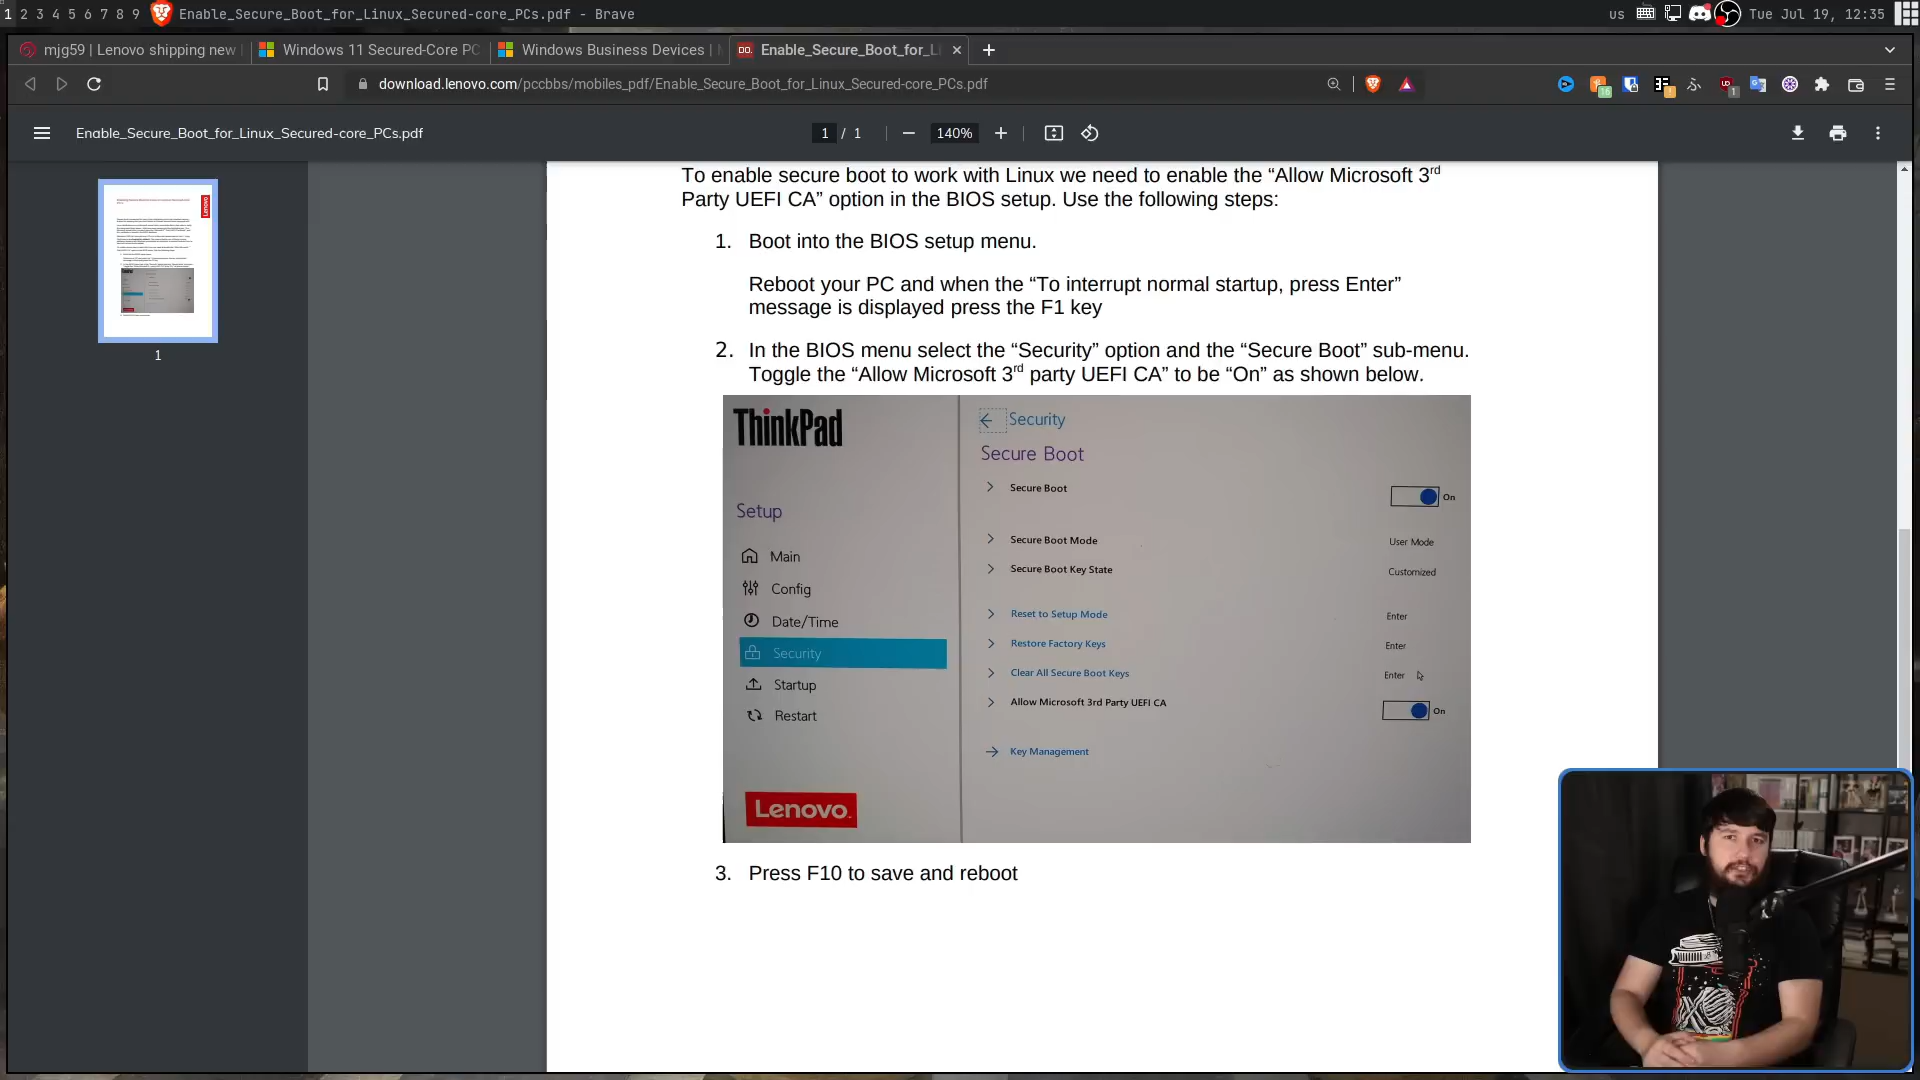 1 2 3 4 5 6 7 8 9 Enable_Secure_Boot_for_Linux_Secured-core_PCs.pdf - Brave us Tue Jul 19, 12:35
mjg59 | Lenovo shipping new Windows 11 Secured-Core PC Windows Business Devices | Enable_Secure_Boot_for_Li
download.lenovo.com/pccbbs/mobiles_pdf/Enable_Secure_Boot_for_Linux_Secured-core_PCs.pdf
Enable_Secure_Boot_for_Linux_Secured-core_PCs.pdf 1 / 1 140%
To enable secure boot to work with Linux we need to enable the “Allow Microsoft 3rd
Party UEFI CA” option in the BIOS setup. Use the following steps:
1. Boot into the BIOS setup menu.
Reboot your PC and when the “To interrupt normal startup, press Enter”
message is displayed press the F1 key
2. In the BIOS menu select the “Security” option and the “Secure Boot” sub-menu.
Toggle the “Allow Microsoft 3rd party UEFI CA” to be “On” as shown below.
ThinkPad
Setup
Main
Config
Date/Time
Security
Startup
Restart
Lenovo
Security
Secure Boot
Secure Boot On
Secure Boot Mode User Mode
Secure Boot Key State Customized
Reset to Setup Mode Enter
Restore Factory Keys Enter
Clear All Secure Boot Keys Enter
Allow Microsoft 3rd Party UEFI CA On
Key Management
3. Press F10 to save and reboot
Lenovo
1